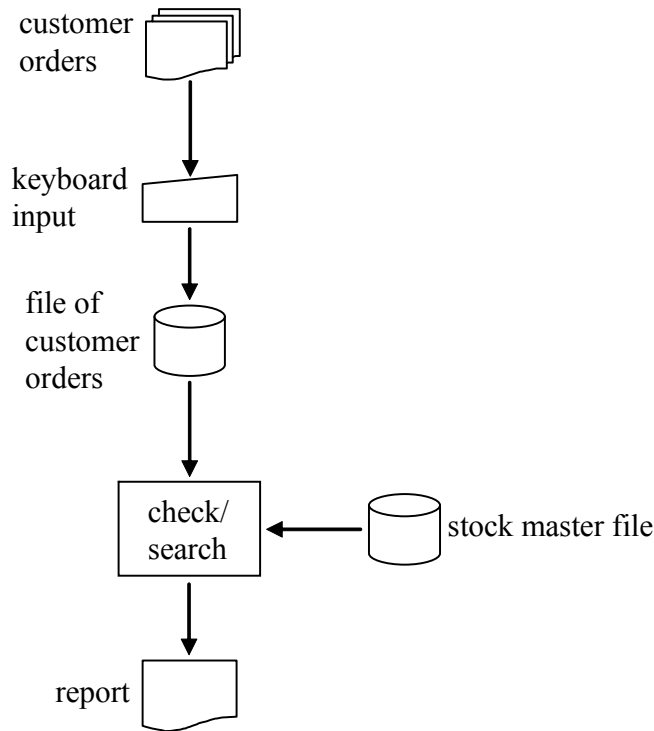 customer
orders
keyboard
input
file of
customer
orders
check/
search
stock master file
report